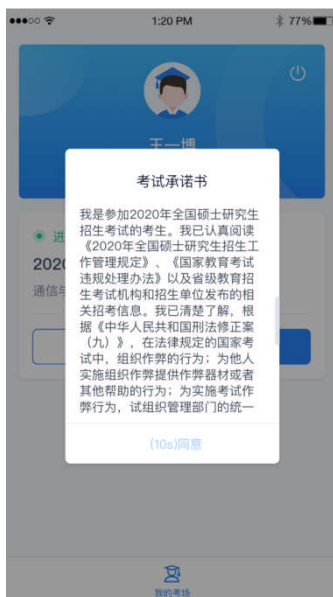 1:20 PM
77%
王一博
考试承诺书
我是参加2020年全国硕士研究生
招生考试的考生。我已认真阅读
《2020年全国硕士研究生招生工
作管理规定》、《国家教育考试
违规处理办法》以及省级教育招
生考试机构和招生单位发布的相
关招考信息。我已清楚了解，根
据《中华人民共和国刑法修正案
（九）》，在法律规定的国家考
试中，组织作弊的行为；为他人
实施组织作弊提供作弊器材或者
其他帮助的行为；为实施考试作
弊行为，试组织管理部门的统一
(10s)同意
进
202
通信与
我的考场